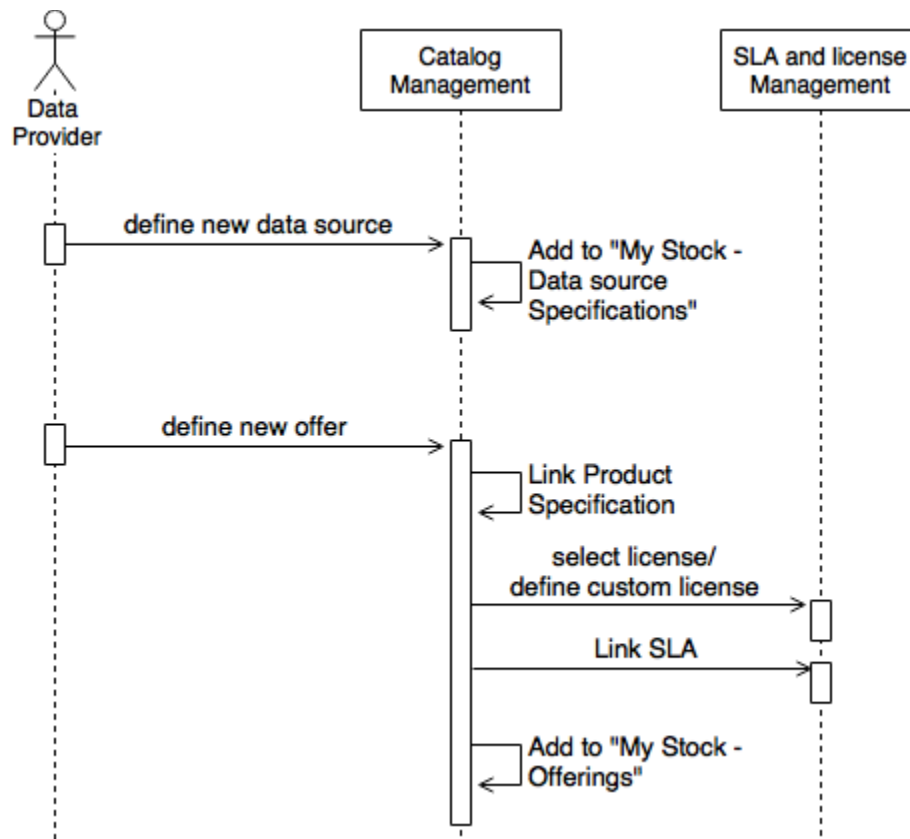 Data
Provider
Catalog
Management
SLA and license
Management
define new data source
Add to "My Stock -
Data source
Specifications"
define new offer
Link Product
Specification
select license/
define custom license
Link SLA
Add to "My Stock -
Offerings"